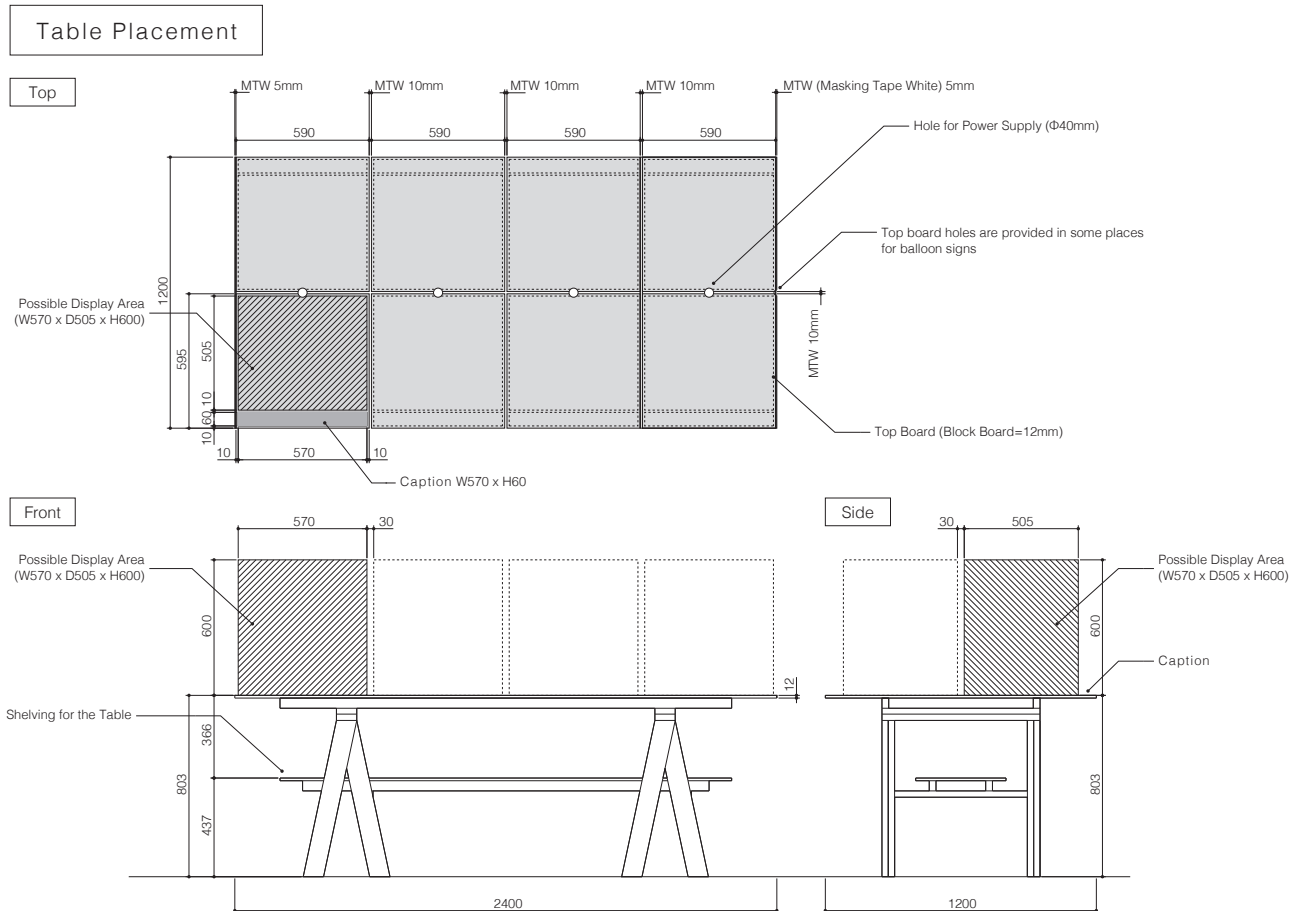 Table Placement
Top
MTW 5mm
MTW 10mm
MTW 10mm
MTW 10mm
MTW (Masking Tape White) 5mm
590
590
590
590
590
Hole for Power Supply (Φ40mm)
Top board holes are provided in some places
for balloon signs
1200
Possible Display Area
(W570 x D505 x H600)
595
505
10
60
10
MTW 10mm
Top Board (Block Board=12mm)
10
570
10
Caption W570 x H60
Front
570
30
Possible Display Area
(W570 x D505 x H600)
600
12
Shelving for the Table
366
803
437
2400
Side
30
505
Possible Display Area
(W570 x D505 x H600)
600
Caption
803
1200